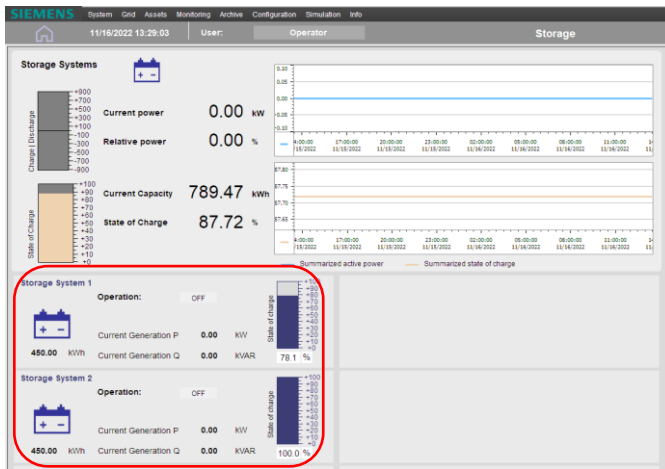 SIEMENS System Grid Assets Monitoring Archive Configuration Simulation Info
11/16/2022 13:29:03 User: Operator Storage
Storage Systems
+ -
Charge | Discharge
+900
+700
+500
+300
+100
-100
-300
-500
-700
-900
Current power 0.00 kW
Relative power 0.00 %
0.10
0.05
0.00
-0.05
-0.10
4:00:00 17:00:00 20:00:00 23:00:00 02:00:00 05:00:00 08:00:00 11:00:00
/15/2022 11/15/2022 11/15/2022 11/15/2022 11/16/2022 11/16/2022 11/16/2022 11/16/2022
State of Charge
+100
+90
+80
+70
+60
+50
+40
+30
+20
+10
+0
Current Capacity 789.47 kWh
State of Charge 87.72 %
87.80
87.75
87.70
87.65
4:00:00 17:00:00 20:00:00 23:00:00 02:00:00 05:00:00 08:00:00 11:00:00
/15/2022 11/15/2022 11/15/2022 11/15/2022 11/16/2022 11/16/2022 11/16/2022 11/16/2022
Summarized active power Summarized state of charge
Storage System 1
Operation: OFF
+ -
Current Generation P 0.00 kW
450.00 kWh Current Generation Q 0.00 kVAR
State of charge
+100
+90
+80
+70
+60
+50
+40
+30
+20
+10
+0
78.1 %
Storage System 2
Operation: OFF
+ -
Current Generation P 0.00 kW
450.00 kWh Current Generation Q 0.00 kVAR
State of charge
+100
+90
+80
+70
+60
+50
+40
+30
+20
+10
+0
100.0 %